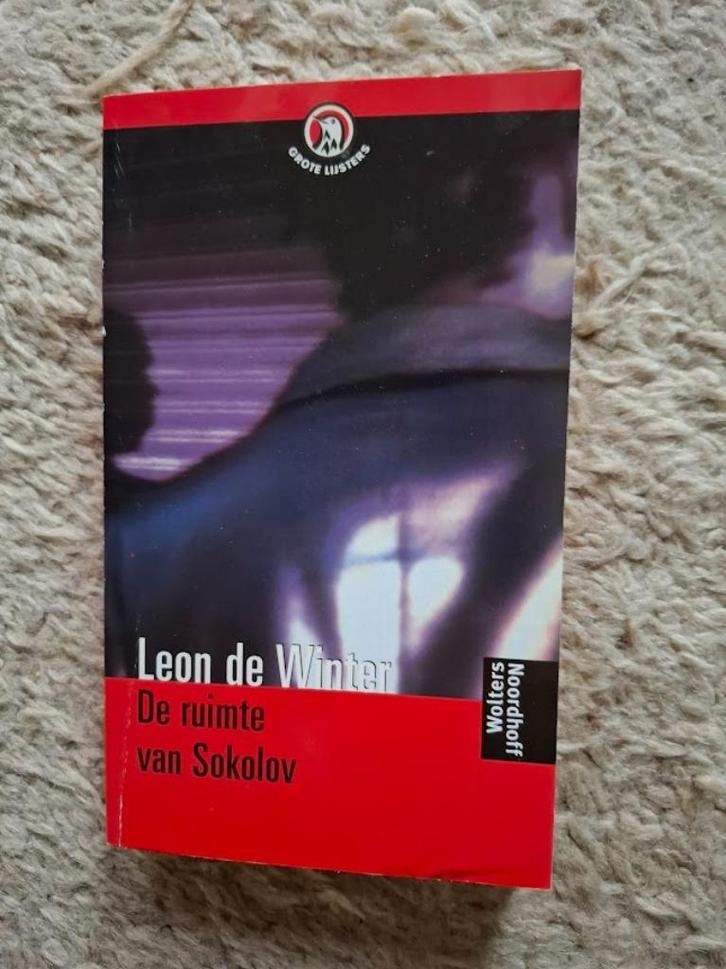 GROTE LIJSTERS
Leon de Winter
De ruimte
van Sokolov
Wolters
Noordhoff